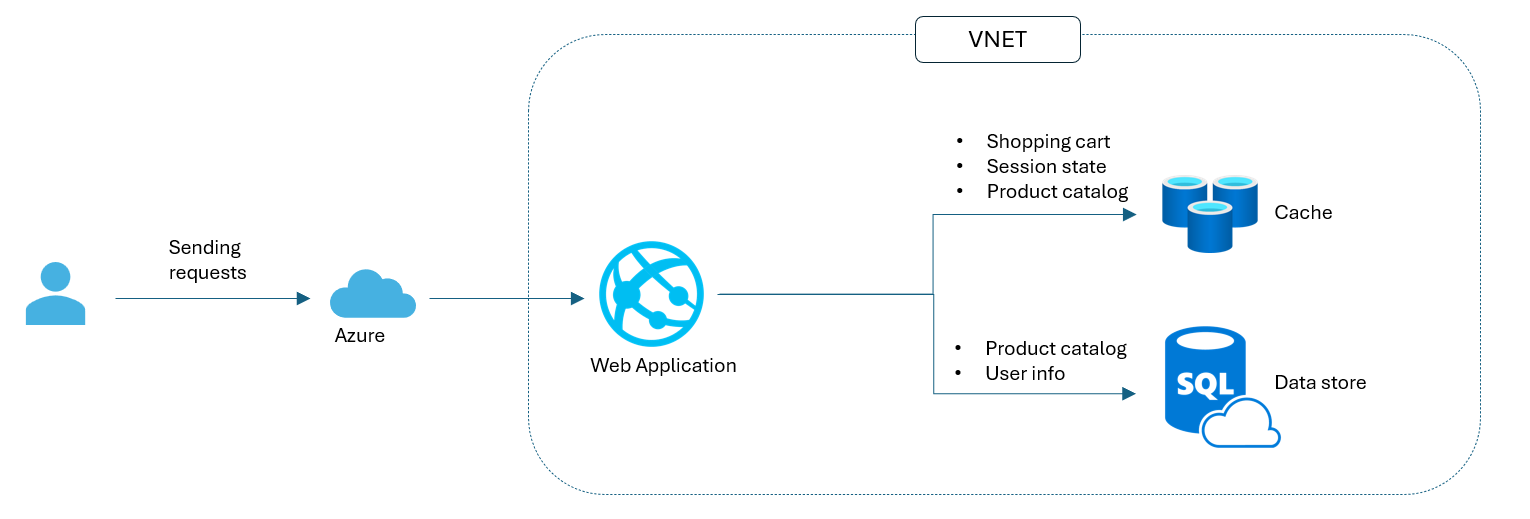 VNET
• Shopping cart
• Session state
• Product catalog
Cache
Sending
requests
Azure
Web Application
• Product catalog
• User info
SQL
Data store